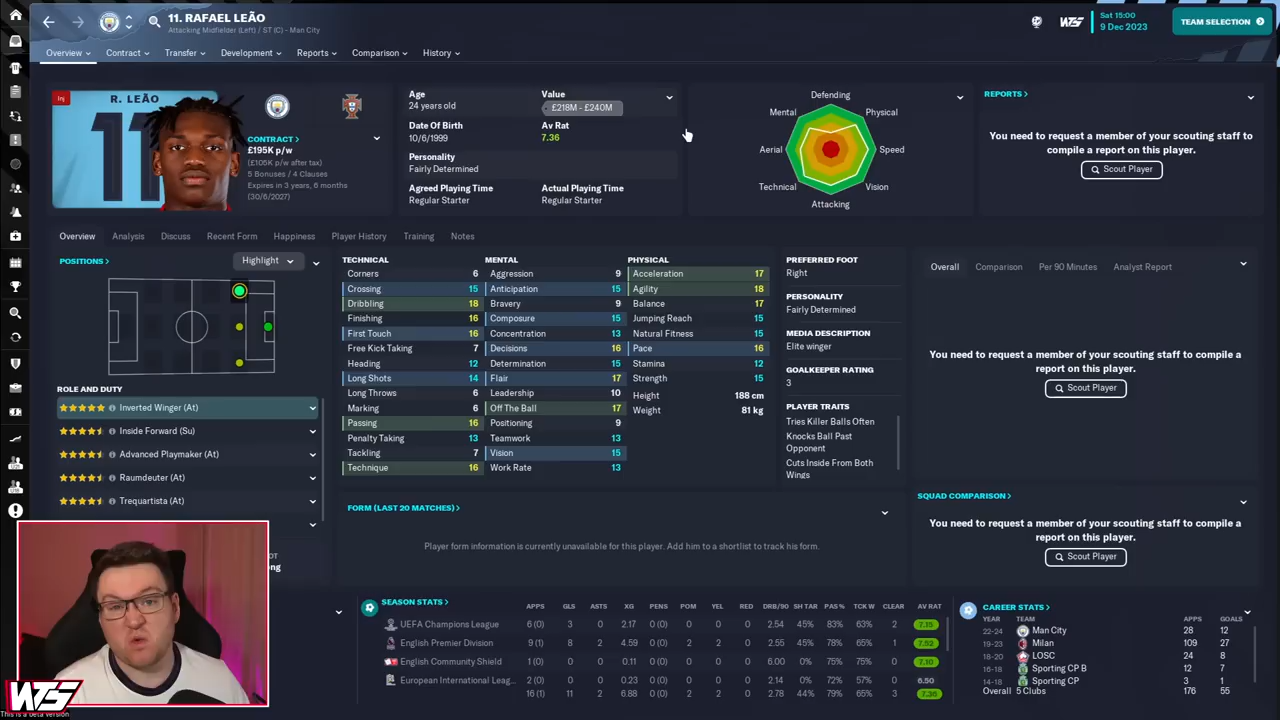 11. RAFAEL LEÃO
Attacking Midfielder (Left) / ST (C) - Man City
Sat 15:00
9 Dec 2023
TEAM SELECTION
Overview Contract Transfer Development Reports Comparison History
Inj
R. LEÃO
11
CONTRACT >
£195K p/w
(£105K p/w after tax)
5 Bonuses / 4 Clauses
Expires in 3 years, 6 months
(30/6/2027)
Age
24 years old
Value
£218M - £240M
Date Of Birth
10/6/1999
Av Rat
7.36
Personality
Fairly Determined
Agreed Playing Time
Regular Starter
Actual Playing Time
Regular Starter
Defending
Mental Physical
Aerial Speed
Technical Vision
Attacking
REPORTS >
You need to request a member of your scouting staff to
compile a report on this player.
Scout Player
Overview Analysis Discuss Recent Form Happiness Player History Training Notes
POSITIONS >
Highlight
ROLE AND DUTY
Inverted Winger (At)
Inside Forward (Su)
Advanced Playmaker (At)
Raumdeuter (At)
Trequartista (At)
TECHNICAL
Corners 6
Crossing 15
Dribbling 18
Finishing 16
First Touch 16
Free Kick Taking 7
Heading 12
Long Shots 14
Long Throws 6
Marking 6
Passing 16
Penalty Taking 13
Tackling 7
Technique 16
MENTAL
Aggression 9
Anticipation 15
Bravery 9
Composure 15
Concentration 13
Decisions 16
Determination 15
Flair 17
Leadership 10
Off The Ball 17
Positioning 9
Teamwork 13
Vision 15
Work Rate 13
PHYSICAL
Acceleration 17
Agility 18
Balance 17
Jumping Reach 15
Natural Fitness 15
Pace 16
Stamina 12
Strength 15
Height 188 cm
Weight 81 kg
PREFERRED FOOT
Right
PERSONALITY
Fairly Determined
MEDIA DESCRIPTION
Elite winger
GOALKEEPER RATING
3
PLAYER TRAITS
Tries Killer Balls Often
Knocks Ball Past
Opponent
Cuts Inside From Both
Wings
Overall Comparison Per 90 Minutes Analyst Report
You need to request a member of your scouting staff to compile a
report on this player.
Scout Player
SQUAD COMPARISON >
You need to request a member of your scouting staff to compile a
report on this player.
Scout Player
FORM (LAST 20 MATCHES) >
Player form information is currently unavailable for this player. Add him to a shortlist to track his form.
SEASON STATS > APPS GLS ASTS XG PENS POM YEL RED DRB/90 SH TAR PAS % TCK W CLEAR AV RAT
UEFA Champions League 6 (0) 3 0 2.17 0 (0) 0 0 0 2.54 45% 83% 63% 2 7.15
English Premier Division 9 (1) 8 2 4.59 0 (0) 2 2 0 2.78 45% 78% 65% 1 7.52
English Community Shield 1 (0) 0 0 0.11 0 (0) 0 0 0 6.00 0% 75% 75% 0 7.10
European International Leag... 2 (0) 0 0 0.23 0 (0) 0 0 0 2.14 0% 72% 57% 0 6.50
16 (1) 11 2 6.88 0 (0) 2 2 0 2.78 44% 79% 65% 3 7.36
CAREER STATS >
YEAR TEAM APPS GOALS
22-24 Man City 28 12
19-23 Milan 109 27
18-20 LOSC 24 8
16-18 Sporting CP B 12 7
14-18 Sporting CP 3 1
Overall 5 Clubs 176 55
WTS
This is a beta version